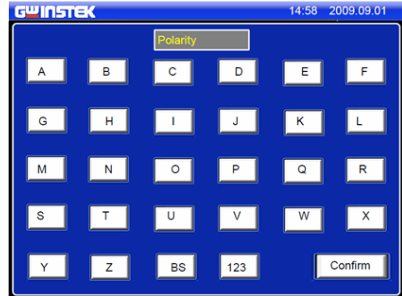 GWINSTEK 14:58 2009.09.01
Polarity
A B C D E F
G H I J K L
M N O P Q R
S T U V W X
Y Z BS 123 Confirm